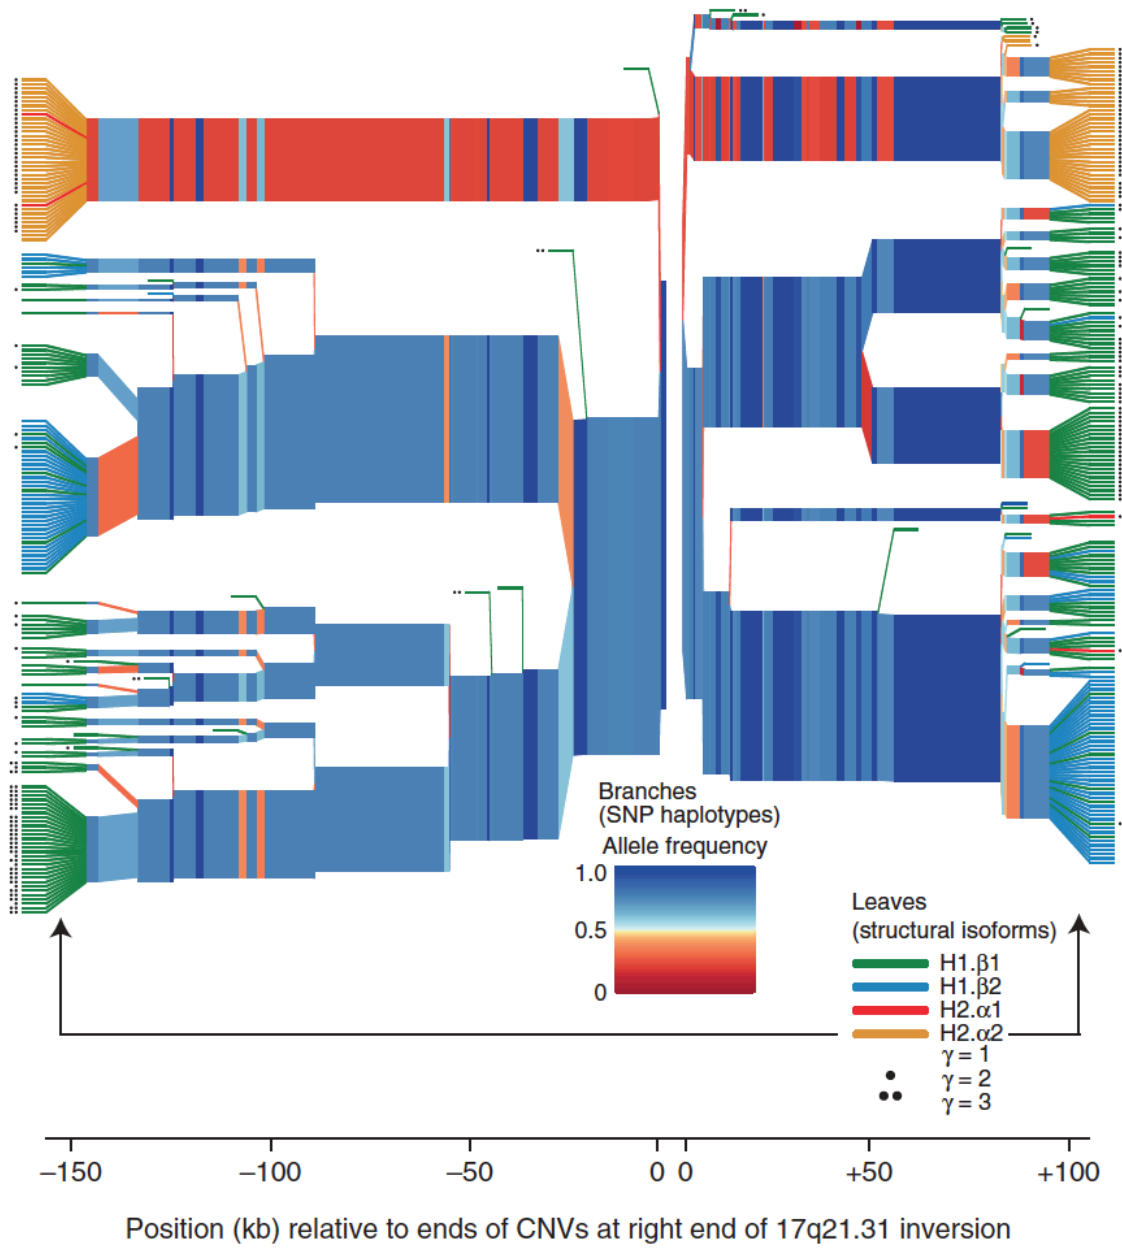 Branches
(SNP haplotypes)
Allele frequency
1.0
0.5
0
Leaves
(structural isoforms)
H1.β1
H1.β2
H2.α1
H2.α2
γ = 1
γ = 2
γ = 3
−150 −100 −50 0 0 +50 +100
Position (kb) relative to ends of CNVs at right end of 17q21.31 inversion